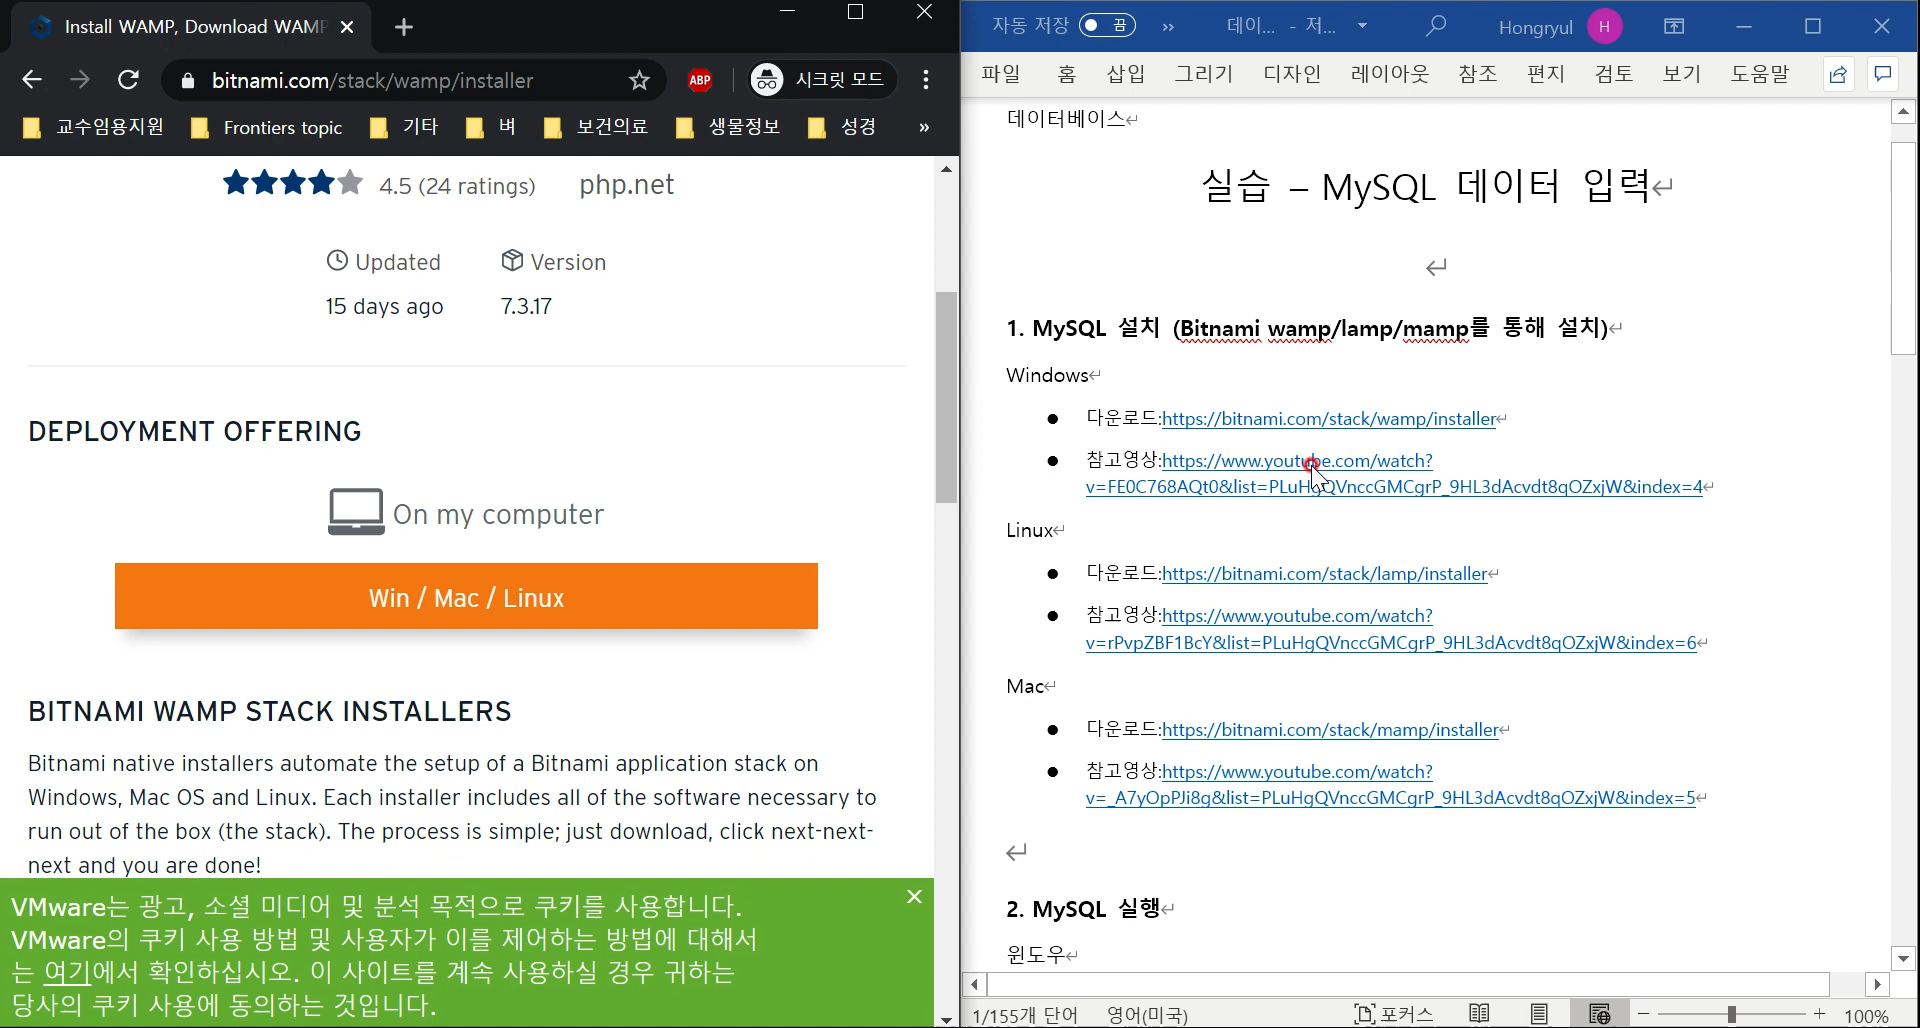 Install WAMP, Download WAMP
bitnami.com/stack/wamp/installer
ABP
시크릿 모드
교수임용지원
Frontiers topic
기타
벼
보건의료
생물정보
성경
»
4.5 (24 ratings)
php.net
Updated
Version
15 days ago
7.3.17
DEPLOYMENT OFFERING
On my computer
Win / Mac / Linux
BITNAMI WAMP STACK INSTALLERS
Bitnami native installers automate the setup of a Bitnami application stack on
Windows, Mac OS and Linux. Each installer includes all of the software necessary to
run out of the box (the stack). The process is simple; just download, click next-next-
next and you are done!
VMware는 광고, 소셜 미디어 및 분석 목적으로 쿠키를 사용합니다.
VMware의 쿠키 사용 방법 및 사용자가 이를 제어하는 방법에 대해서
는 여기에서 확인하십시오. 이 사이트를 계속 사용하실 경우 귀하는
당사의 쿠키 사용에 동의하는 것입니다.
자동 저장
끔
»
데이... - 저...
Hongryul
H
파일
홈
삽입
그리기
디자인
레이아웃
참조
편지
검토
보기
도움말
데이터베이스
실습 – MySQL 데이터 입력
1. MySQL 설치 (Bitnami wamp/lamp/mamp를 통해 설치)
Windows
● 다운로드:https://bitnami.com/stack/wamp/installer
● 참고영상:https://www.youtube.com/watch?
v=FE0C768AQt0&list=PLuHgQVnccGMCgrP_9HL3dAcvdt8qOZxjW&index=4
Linux
● 다운로드:https://bitnami.com/stack/lamp/installer
● 참고영상:https://www.youtube.com/watch?
v=rPvpZBF1BcY&list=PLuHgQVnccGMCgrP_9HL3dAcvdt8qOZxjW&index=6
Mac
● 다운로드:https://bitnami.com/stack/mamp/installer
● 참고영상:https://www.youtube.com/watch?
v=_A7yOpPJi8g&list=PLuHgQVnccGMCgrP_9HL3dAcvdt8qOZxjW&index=5
2. MySQL 실행
윈도우
1/155개 단어
영어(미국)
포커스
100%